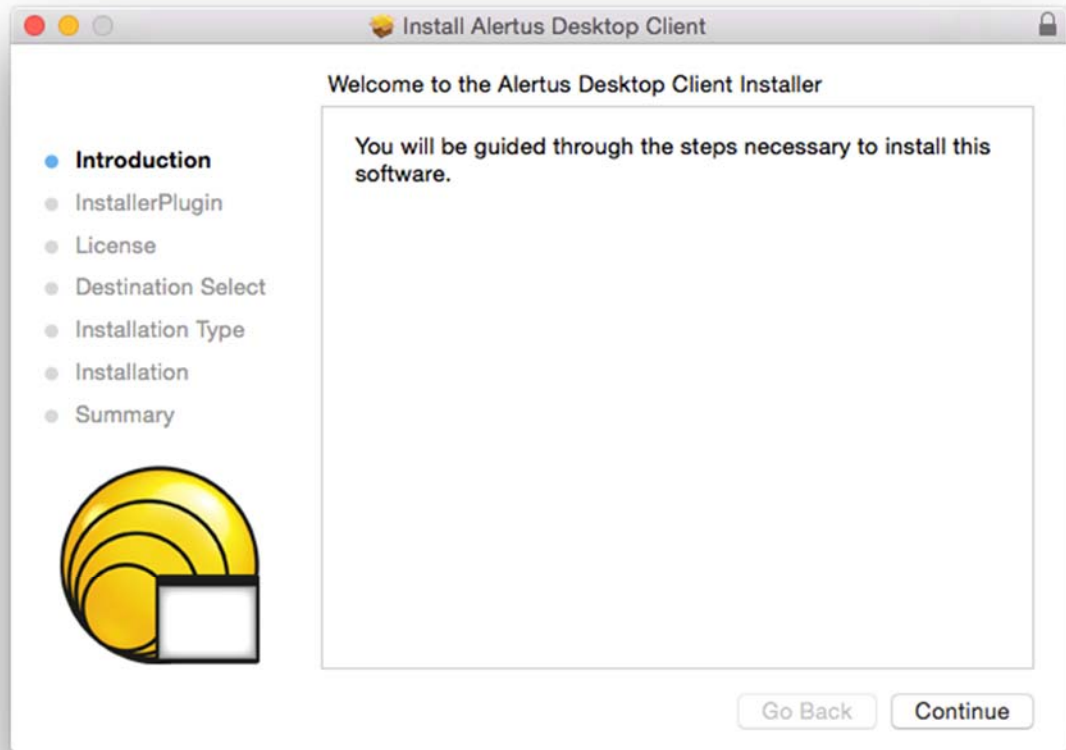 Install Alertus Desktop Client
Welcome to the Alertus Desktop Client Installer
Introduction
InstallerPlugin
License
Destination Select
Installation Type
Installation
Summary
You will be guided through the steps necessary to install this
software.
Go Back
Continue